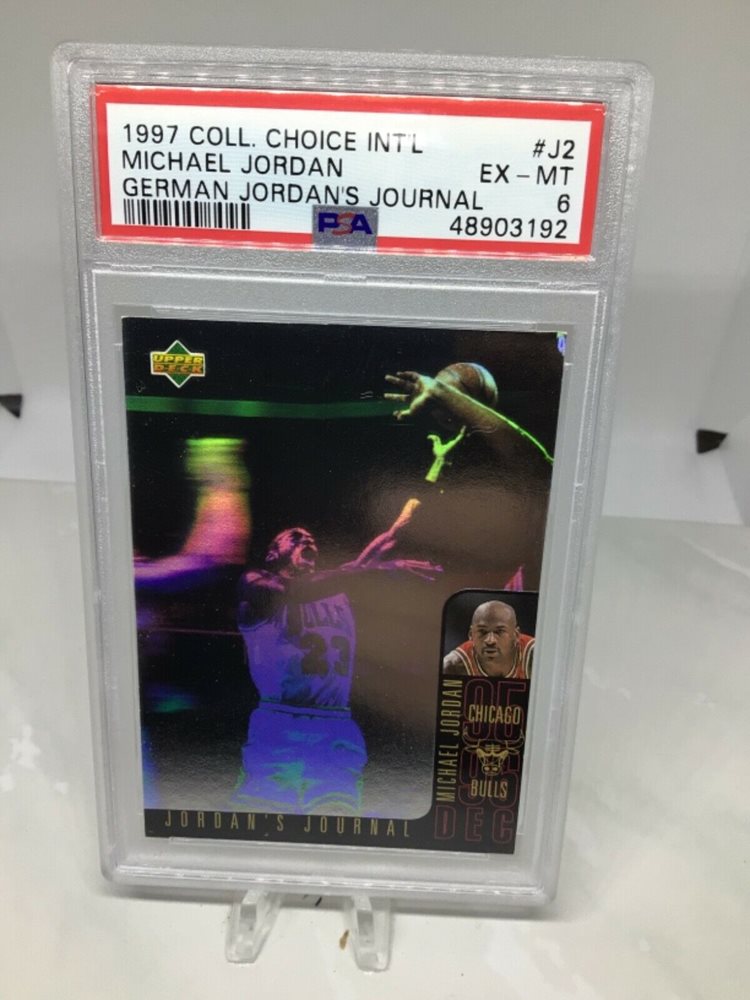 1997 COLL. CHOICE INT'L #J2
MICHAEL JORDAN EX - MT
GERMAN JORDAN'S JOURNAL 6
PSA 48903192
UPPER
DECK
BULLS
23
MICHAEL JORDAN
95
CHICAGO
BULLS
DEC
JORDAN'S JOURNAL